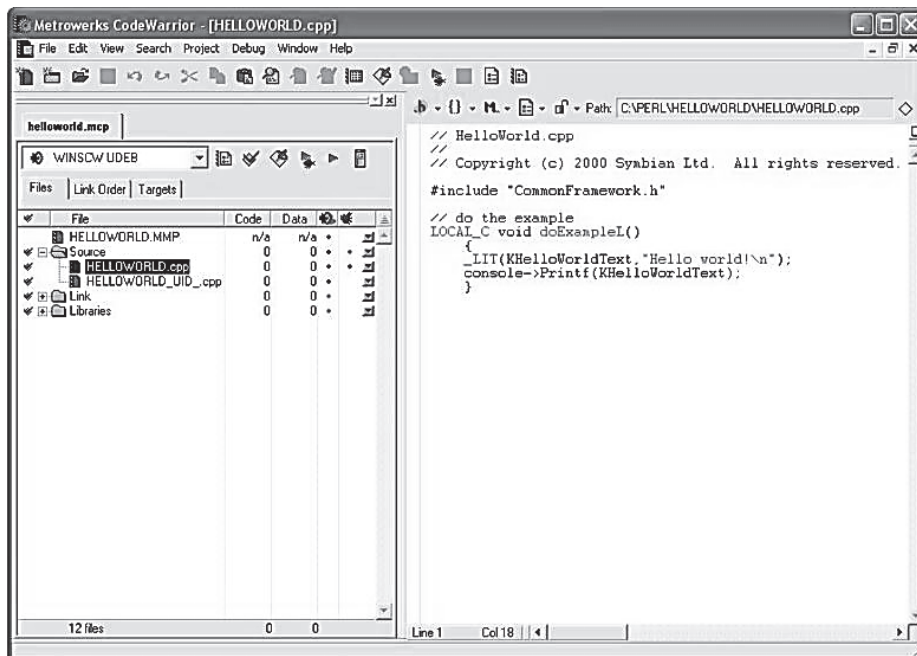 Metrowerks CodeWarrior - [HELLOWORLD.cpp]
File Edit View Search Project Debug Window Help
Path: C:\PERL\HELLOWORLD\HELLOWORLD.cpp
helloworld.mcp
WINSCW UDEB
Files Link Order Targets
File Code Data
HELLOWORLD.MMP n/a n/a
Source 0 0
HELLOWORLD.cpp 0 0
HELLOWORLD_UID_.cpp 0 0
Link 0 0
Libraries 0 0
12 files 0 0
// HelloWorld.cpp
//
// Copyright (c) 2000 Symbian Ltd. All rights reserved.
#include "CommonFramework.h"
// do the example
LOCAL_C void doExampleL()
{
_LIT(KHelloWorldText,"Hello world!\n");
console->Printf(KHelloWorldText);
}
Line 1 Col 18